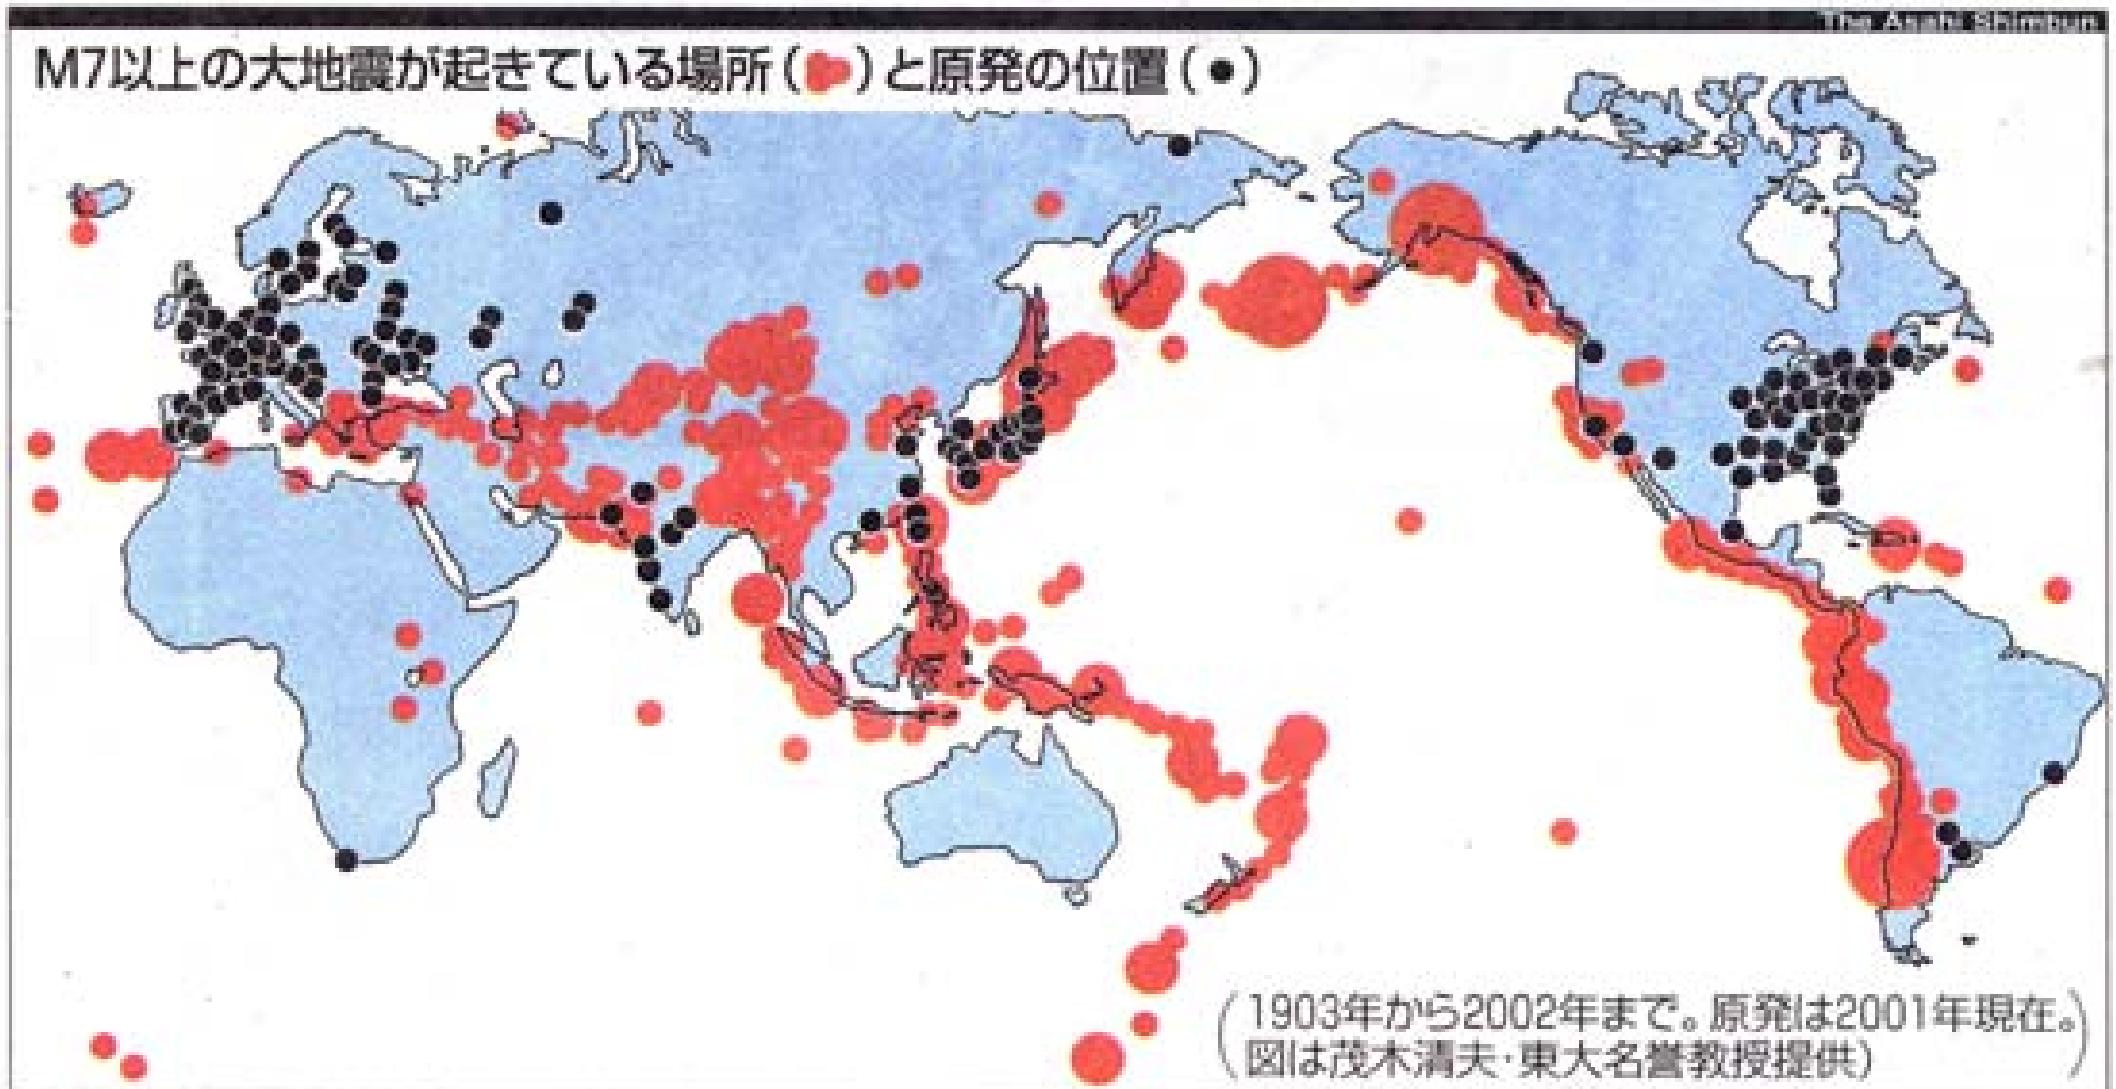 The Asahi Shimbun
M7以上の大地震が起きている場所( )と原発の位置(●)
(1903年から2002年まで。原発は2001年現在。
図は茂木清夫・東大名誉教授提供)